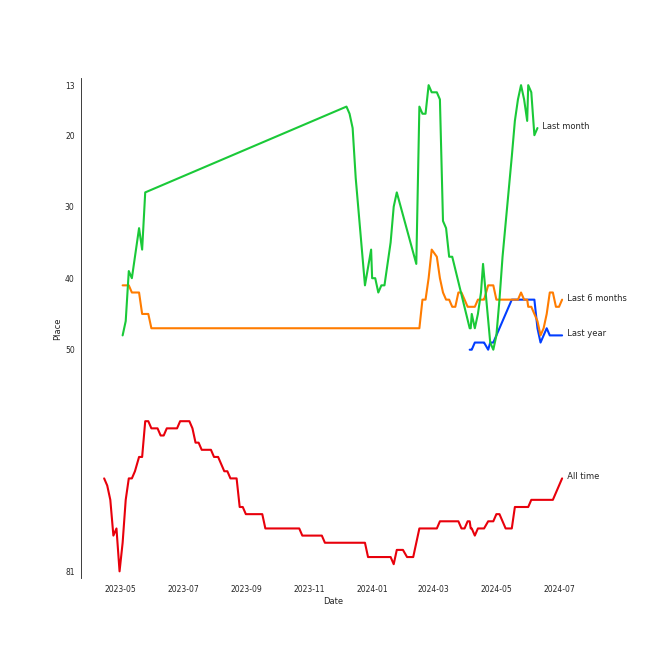 13
20
Last month
30
40
Last 6 months
Place
Last year
50
All time
81
2023-05 2023-07 2023-09 2023-11 2024-01 2024-03 2024-05 2024-07
Date